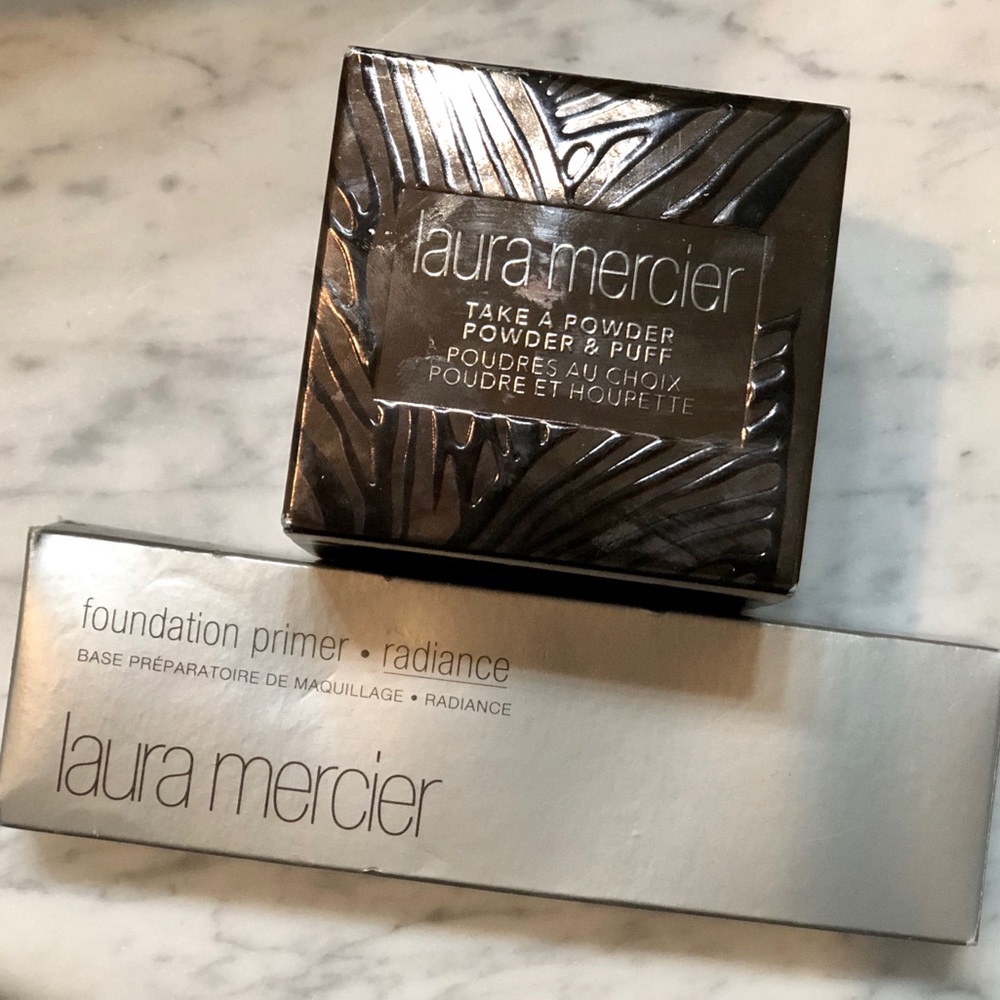 laura mercier
TAKE A POWDER
POWDER & PUFF
POUDRES AU CHOIX
POUDRE ET HOUPETTE
foundation primer • radiance
BASE PRÉPARATOIRE DE MAQUILLAGE • RADIANCE
laura mercier